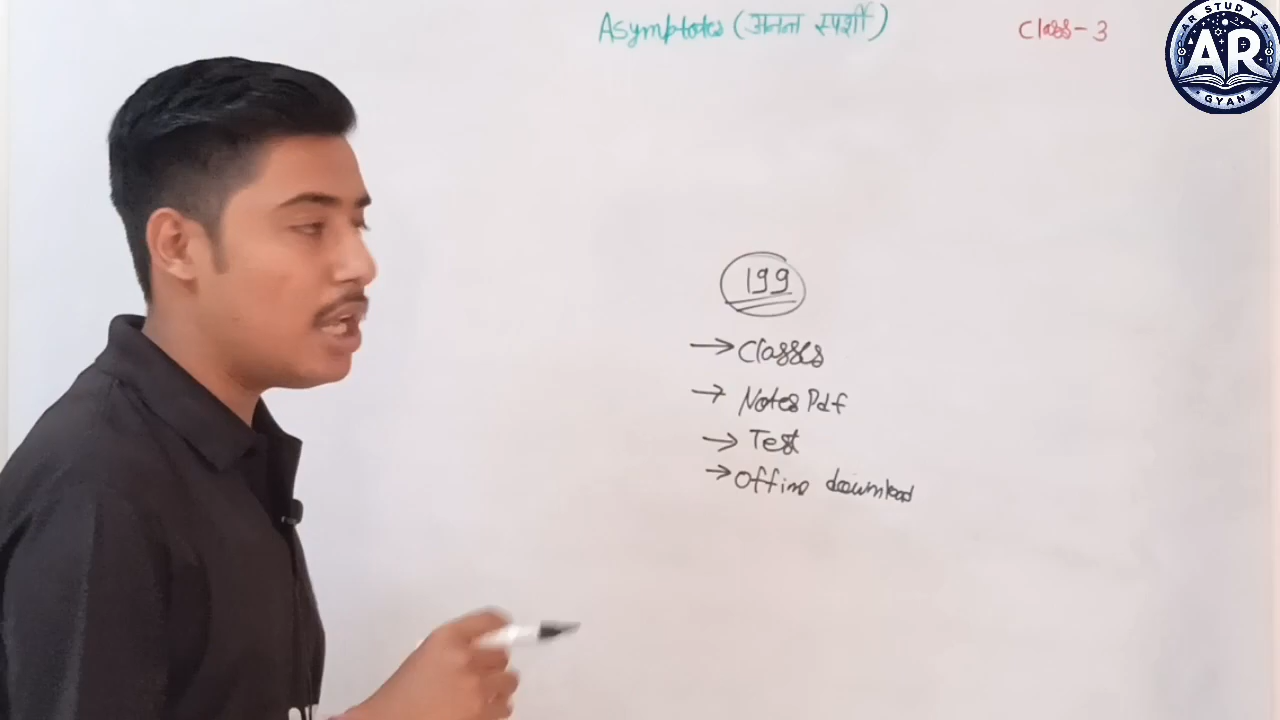 Asymptotes (अनन्त स्पर्शी)
Class-3
AR STUDY
AR
GYAN
199
→ Classes
→ Notes Pdf
→ Test
→ Offline download